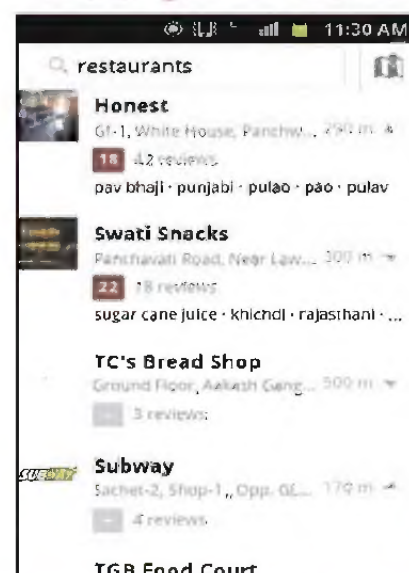 11:30 AM
restaurants
Honest
Gf-1, White House, Panchw... 290 m
18 42 reviews
pav bhaji · punjabi · pulao · pao · pulav
Swati Snacks
Panchavati Road, Near Law... 300 m
22 18 reviews
sugar cane juice · khichdi · rajasthani · ...
TC's Bread Shop
Ground Floor, Aakash Gang... 500 m
3 reviews
SUBWAY
Subway
Sachet-2, Shop-1,, Opp. GL... 170 m
4 reviews
TGB Food Court